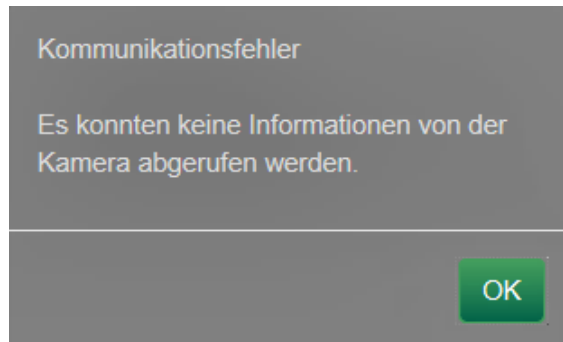 Kommunikationsfehler
Es konnten keine Informationen von der
Kamera abgerufen werden.
OK